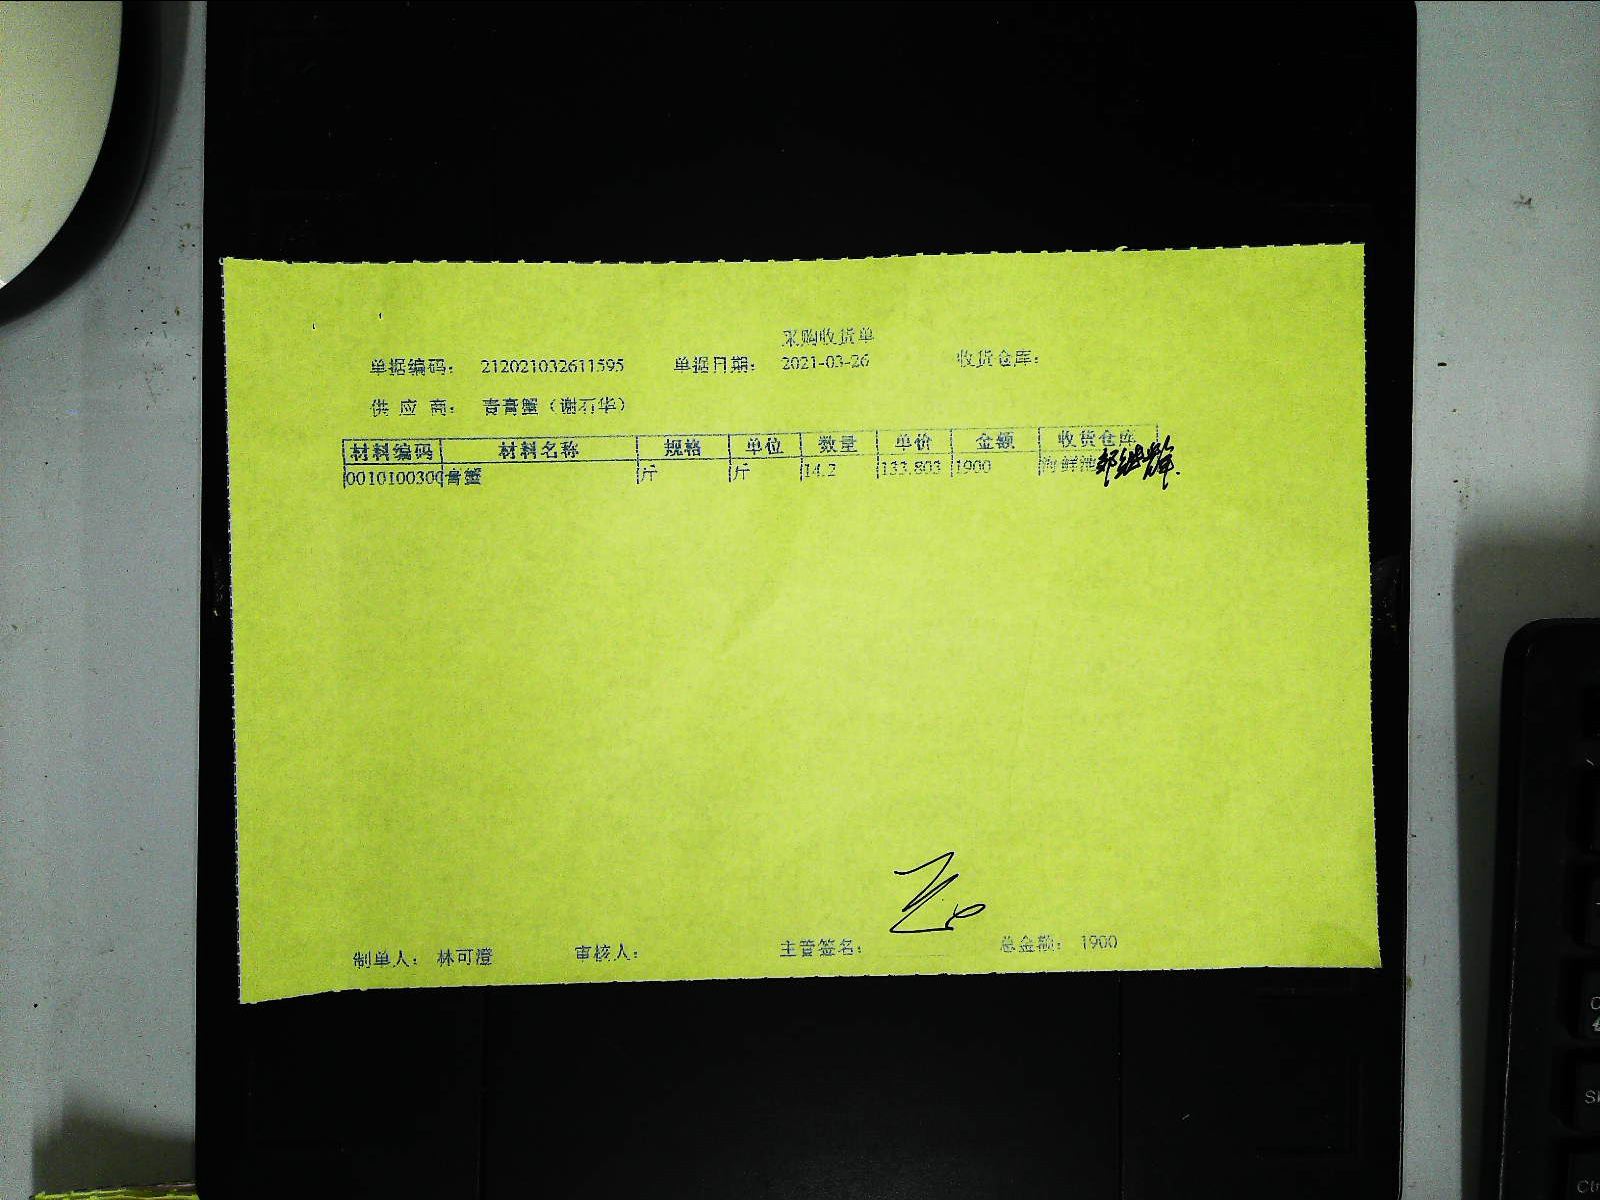 采购收货单
单据编码： 212021032611595 单据日期： 2021-03-26 收货仓库：
供 应 商： 青膏蟹（谢石华）
材料编码 材料名称 规格 单位 数量 单价 金额 收货仓库
0010100300 膏蟹 斤 斤 14.2 133.803 1900 海鲜池
制单人： 林可澄 审核人： 主管签名： 总金额： 1900